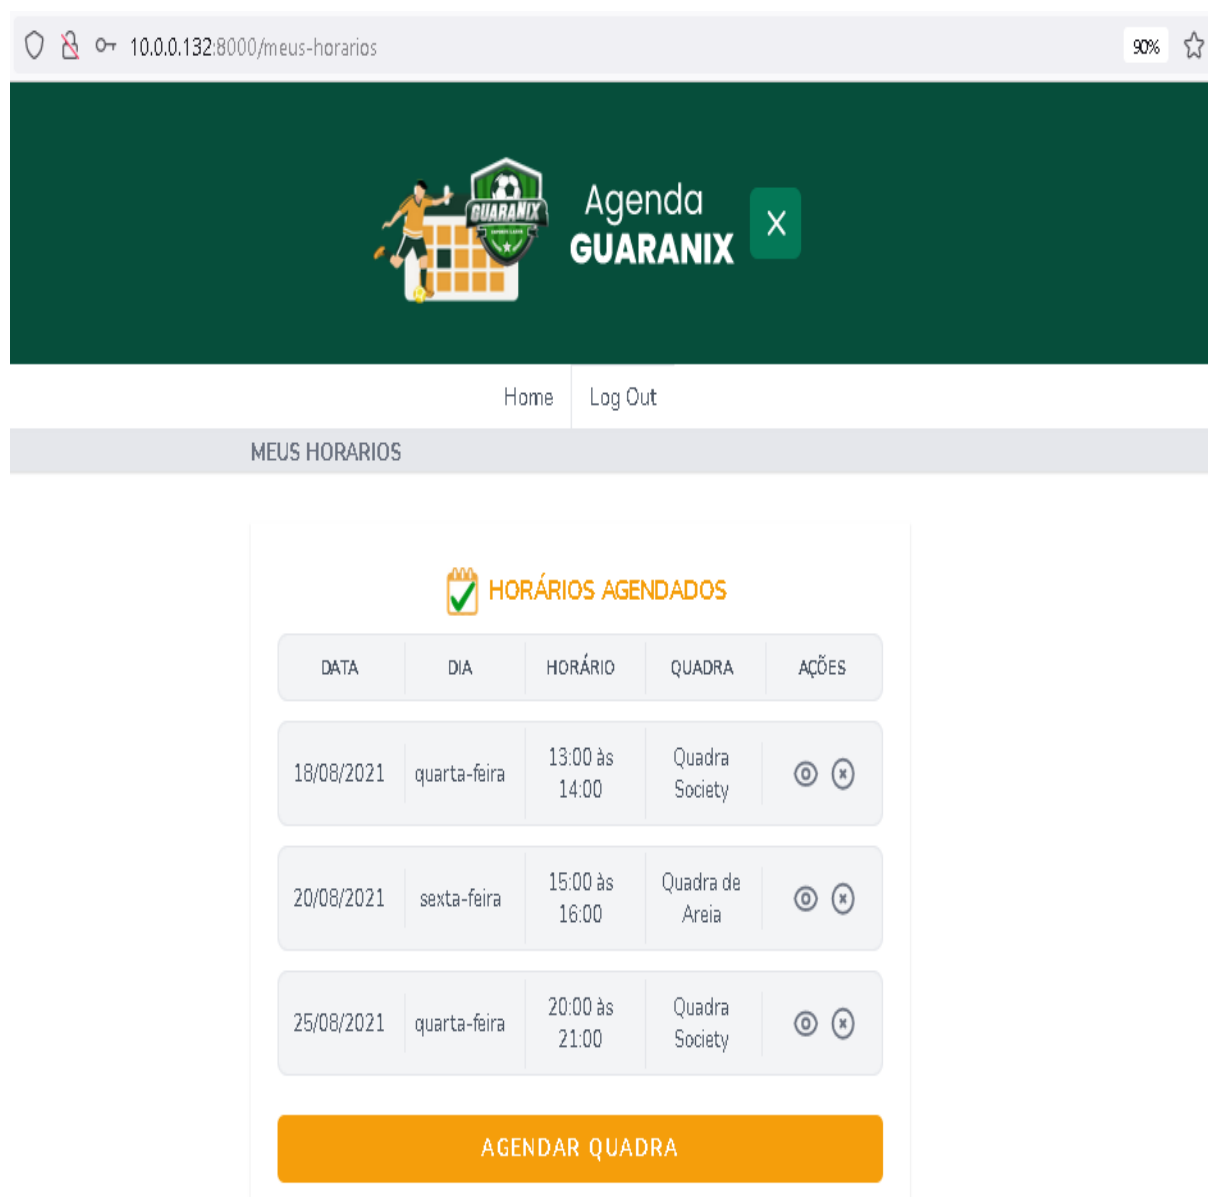 10.0.0.132:8000/meus-horarios 90%
GUARANIX
Agenda
GUARANIX
X
Home Log Out
MEUS HORARIOS
HORÁRIOS AGENDADOS
DATA DIA HORÁRIO QUADRA AÇÕES
18/08/2021 quarta-feira 13:00 às 14:00 Quadra Society
20/08/2021 sexta-feira 15:00 às 16:00 Quadra de Areia
25/08/2021 quarta-feira 20:00 às 21:00 Quadra Society
AGENDAR QUADRA